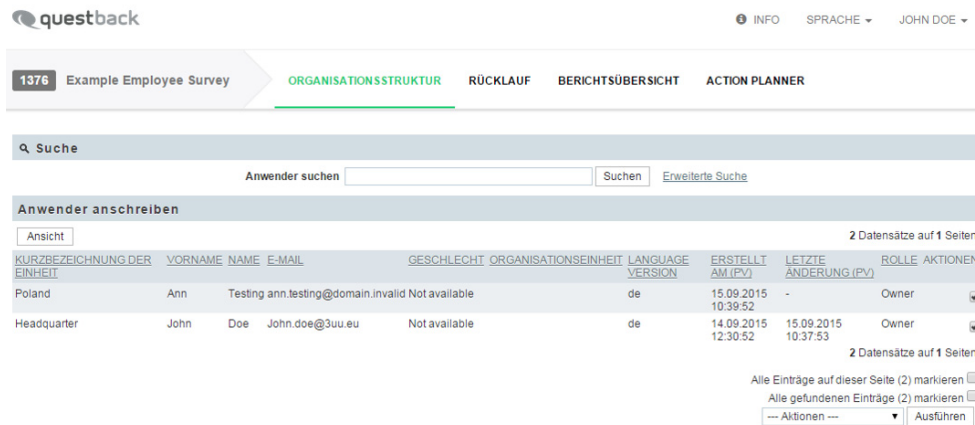 questback
INFO SPRACHE JOHN DOE
1376 Example Employee Survey ORGANISATIONSSTRUKTUR RÜCKLAUF BERICHTSÜBERSICHT ACTION PLANNER
Suche
Anwender suchen Suchen Erweiterte Suche
Anwender anschreiben
Ansicht 2 Datensätze auf 1 Seiten
KURZBEZEICHNUNG DER EINHEIT VORNAME NAME E-MAIL GESCHLECHT ORGANISATIONSEINHEIT LANGUAGE VERSION ERSTELLT AM (PV) LETZTE ÄNDERUNG (PV) ROLLE AKTIONEN
Poland Ann Testing ann.testing@domain.invalid Not available de 15.09.2015 10:39:52 - Owner
Headquarter John Doe John.doe@3uu.eu Not available de 14.09.2015 12:30:52 15.09.2015 10:37:53 Owner
2 Datensätze auf 1 Seiten
Alle Einträge auf dieser Seite (2) markieren
Alle gefundenen Einträge (2) markieren
--- Aktionen --- Ausführen